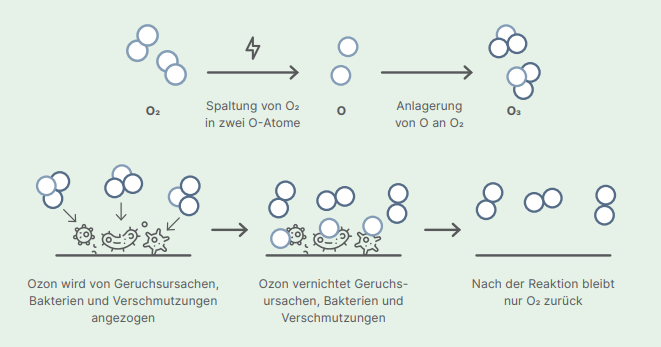 O₂
Spaltung von O₂
in zwei O-Atome
O
Anlagerung
von O an O₂
O₃
Ozon wird von Geruchsursachen,
Bakterien und Verschmutzungen
angezogen
Ozon vernichtet Geruchs-
ursachen, Bakterien und
Verschmutzungen
Nach der Reaktion bleibt
nur O₂ zurück